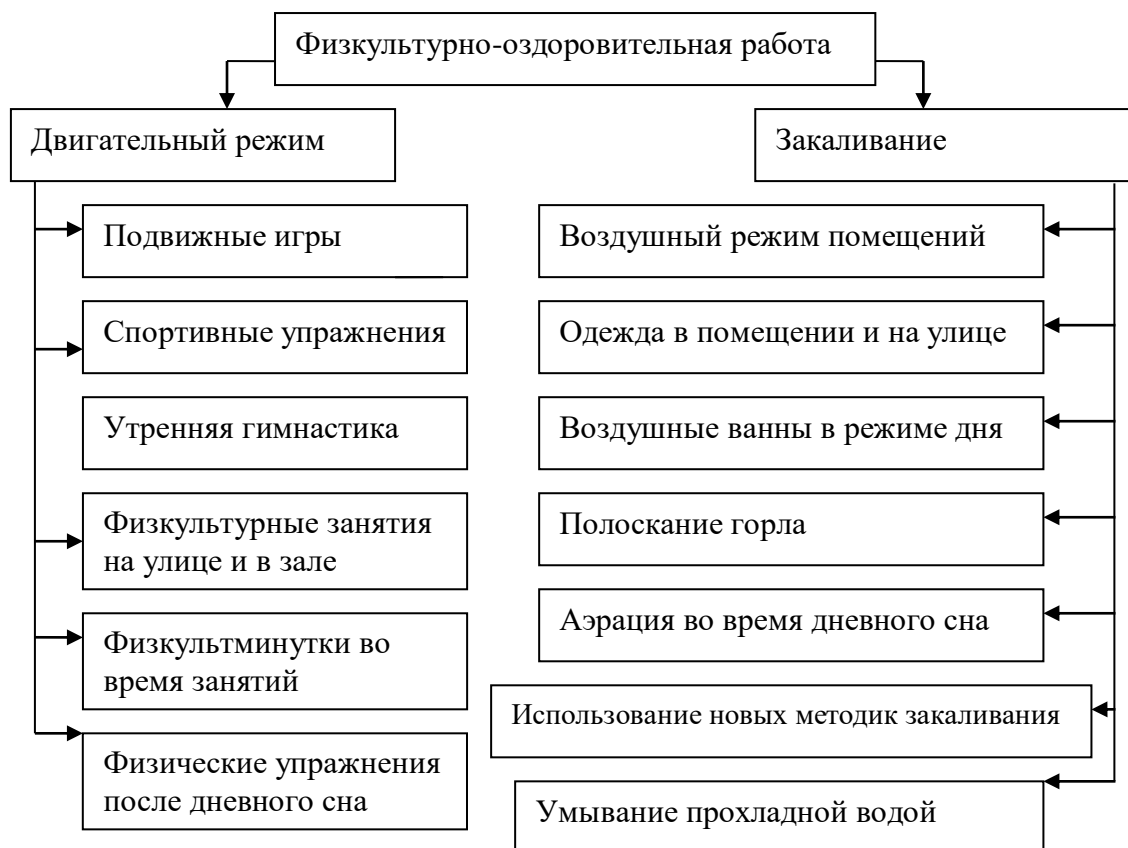 Физкультурно-оздоровительная работа
Двигательный режим
Подвижные игры
Спортивные упражнения
Утренняя гимнастика
Физкультурные занятия
на улице и в зале
Физкультминутки во
время занятий
Физические упражнения
после дневного сна
Закаливание
Воздушный режим помещений
Одежда в помещении и на улице
Воздушные ванны в режиме дня
Полоскание горла
Аэрация во время дневного сна
Использование новых методик закаливания
Умывание прохладной водой